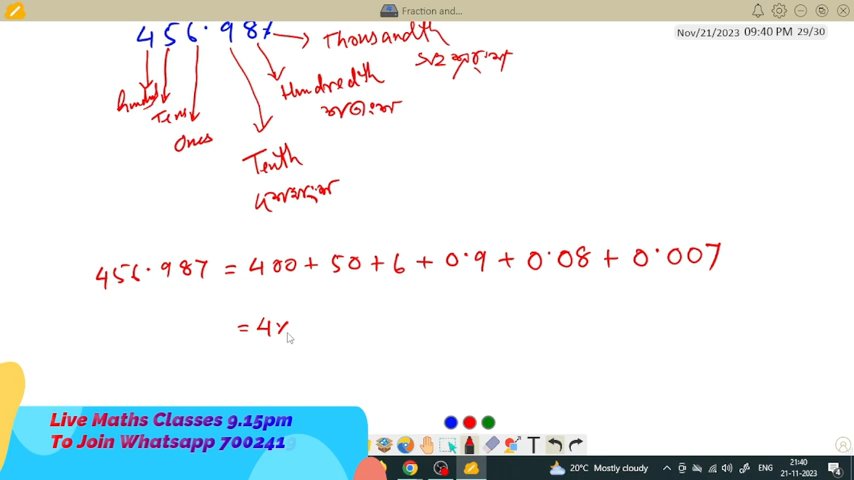 Fraction and...
Nov/21/2023 09:40 PM 29/30
456.987 Thousandth
Hundredth
Tens
Ones
Tenth
456.987 = 400 + 50 + 6 + 0.9 + 0.08 + 0.007
= 4×
Live Maths Classes 9.15pm
To Join Whatsapp 7002419
T
20°C Mostly cloudy ENG 21:40
21-11-2023 4